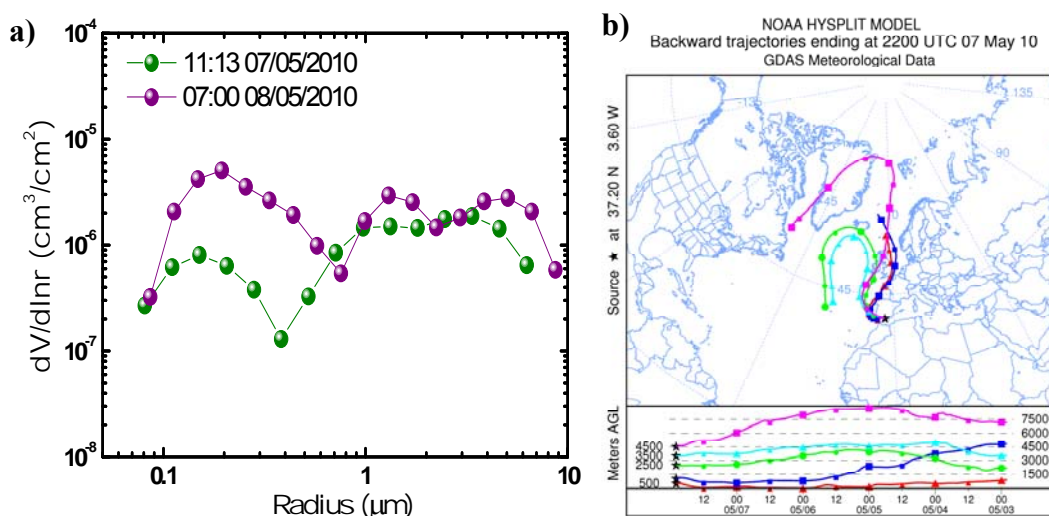 a)
10^-4
10^-5
10^-6
10^-7
10^-8
dV/dlnr (cm^3/cm^2)
11:13 07/05/2010
07:00 08/05/2010
0.1
1
10
Radius (μm)
b)
NOAA HYSPLIT MODEL
Backward trajectories ending at 2200 UTC 07 May 10
GDAS Meteorological Data
Source ★ at 37.20 N 3.60 W
-135
135
90
45
45
Meters AGL
4500
3500
2500
500
7500
6000
4500
3000
1500
12 00 12 00 12 00 12 00 12 00
05/07 05/06 05/05 05/04 05/03